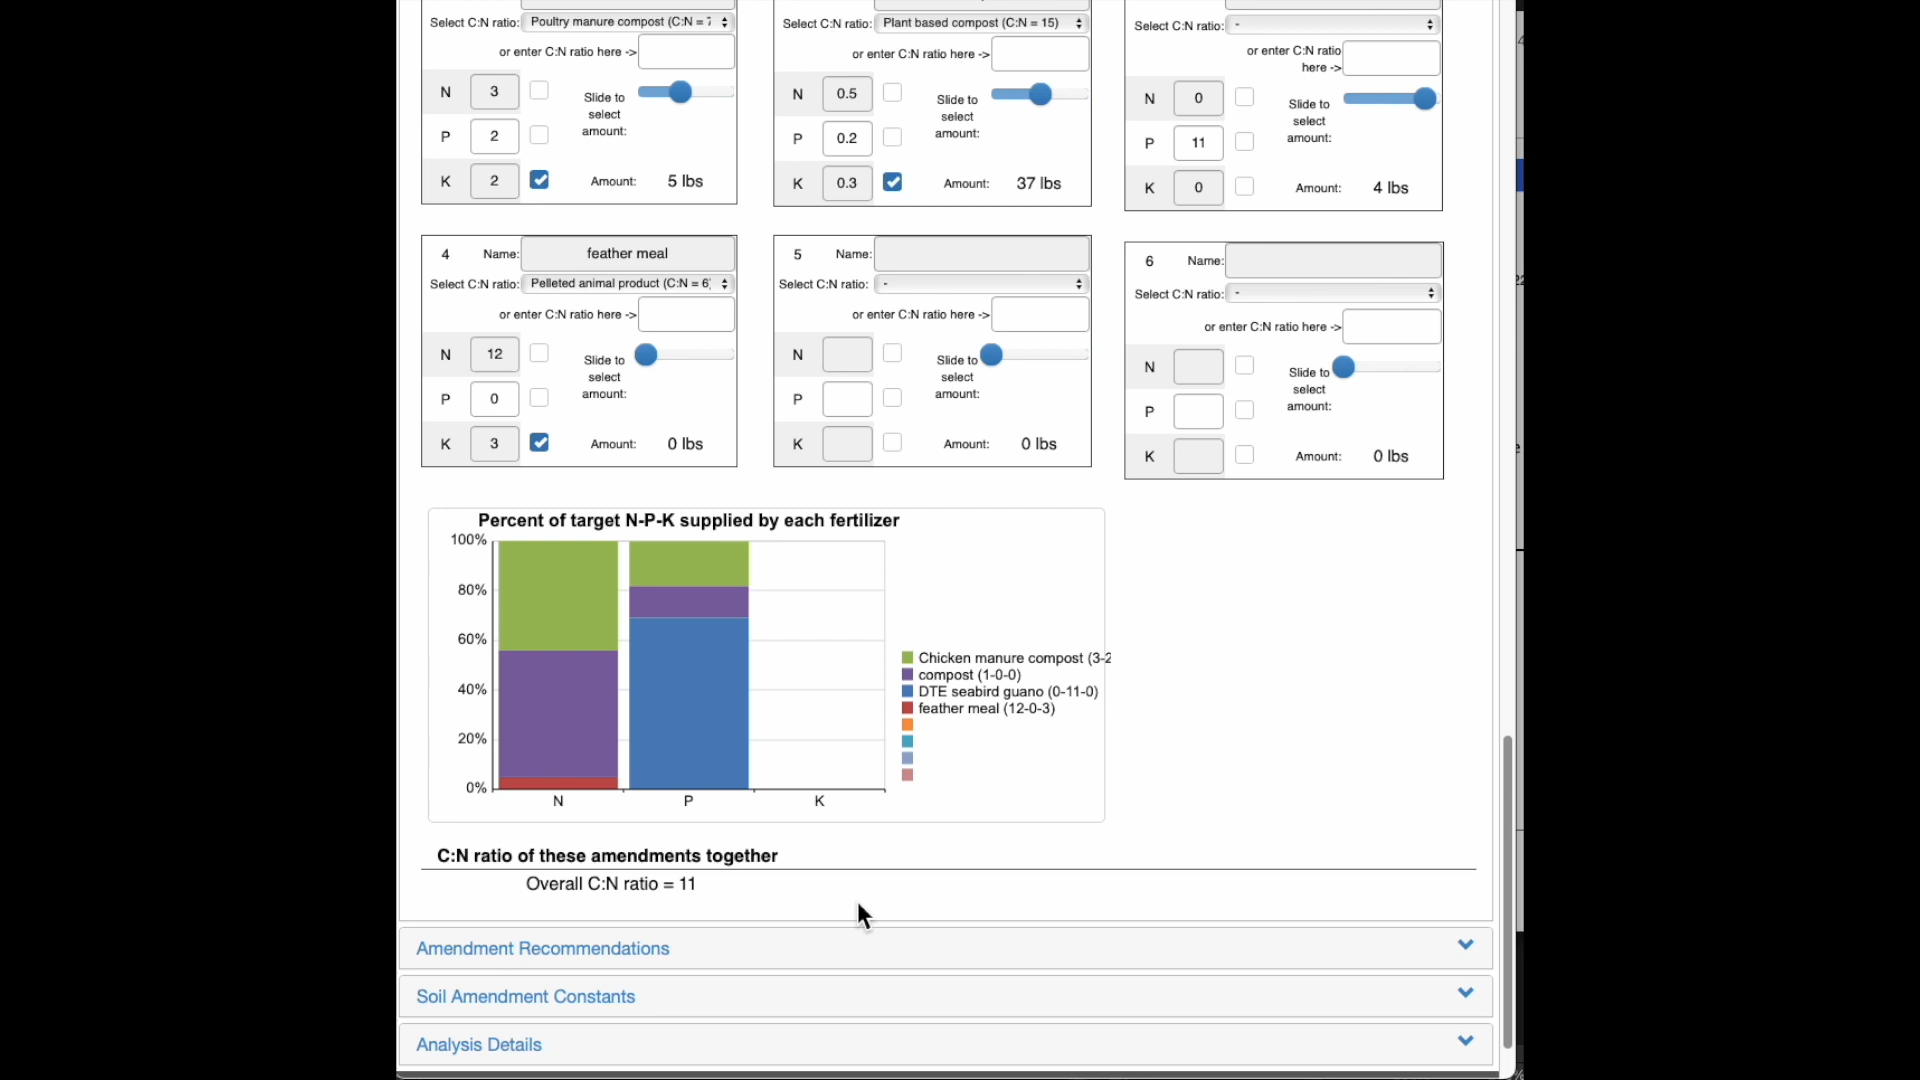 Select C:N ratio: Poultry manure compost (C:N = 7
or enter C:N ratio here ->
N 3
Slide to select amount:
P 2
K 2 Amount: 5 lbs
Select C:N ratio: Plant based compost (C:N = 15)
or enter C:N ratio here ->
N 0.5
Slide to select amount:
P 0.2
K 0.3 Amount: 37 lbs
Select C:N ratio: -
or enter C:N ratio here ->
N 0
Slide to select amount:
P 11
K 0 Amount: 4 lbs
4 Name: feather meal
Select C:N ratio: Pelleted animal product (C:N = 6)
or enter C:N ratio here ->
N 12
Slide to select amount:
P 0
K 3 Amount: 0 lbs
5 Name:
Select C:N ratio: -
or enter C:N ratio here ->
N
Slide to select amount:
P
K Amount: 0 lbs
6 Name:
Select C:N ratio: -
or enter C:N ratio here ->
N
Slide to select amount:
P
K Amount: 0 lbs
Percent of target N-P-K supplied by each fertilizer
100%
80%
60%
40%
20%
0%
N P K
Chicken manure compost (3-2
compost (1-0-0)
DTE seabird guano (0-11-0)
feather meal (12-0-3)
C:N ratio of these amendments together
Overall C:N ratio = 11
Amendment Recommendations
Soil Amendment Constants
Analysis Details